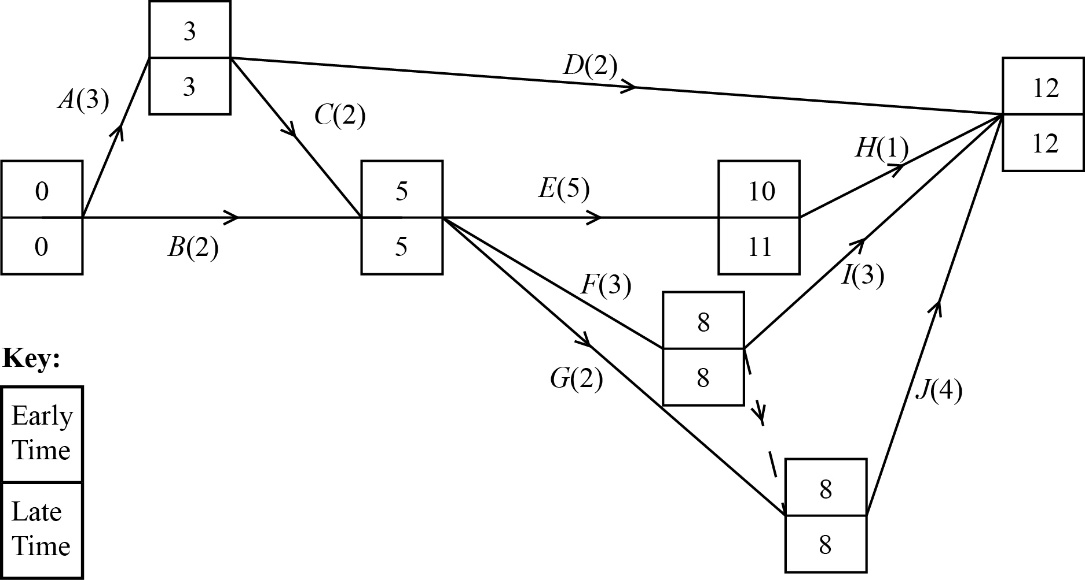 3
3
D(2)
12
12
A(3)
C(2)
H(1)
0
0
B(2)
5
5
E(5)
10
11
F(3)
I(3)
8
8
G(2)
J(4)
8
8
Key:
Early
Time
Late
Time